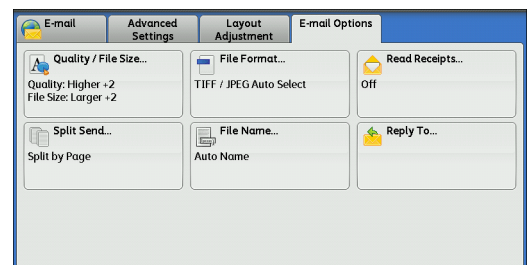 E-mail
Advanced
Settings
Layout
Adjustment
E-mail Options
Quality / File Size...
Quality: Higher +2
File Size: Larger +2
File Format...
TIFF / JPEG Auto Select
Read Receipts...
Off
Split Send...
Split by Page
File Name...
Auto Name
Reply To...